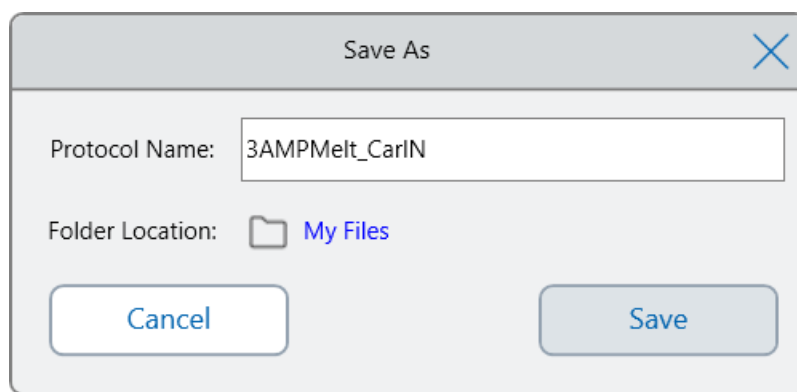 Save As
Protocol Name: 3AMPMelt_CarIN
Folder Location: My Files
Cancel Save